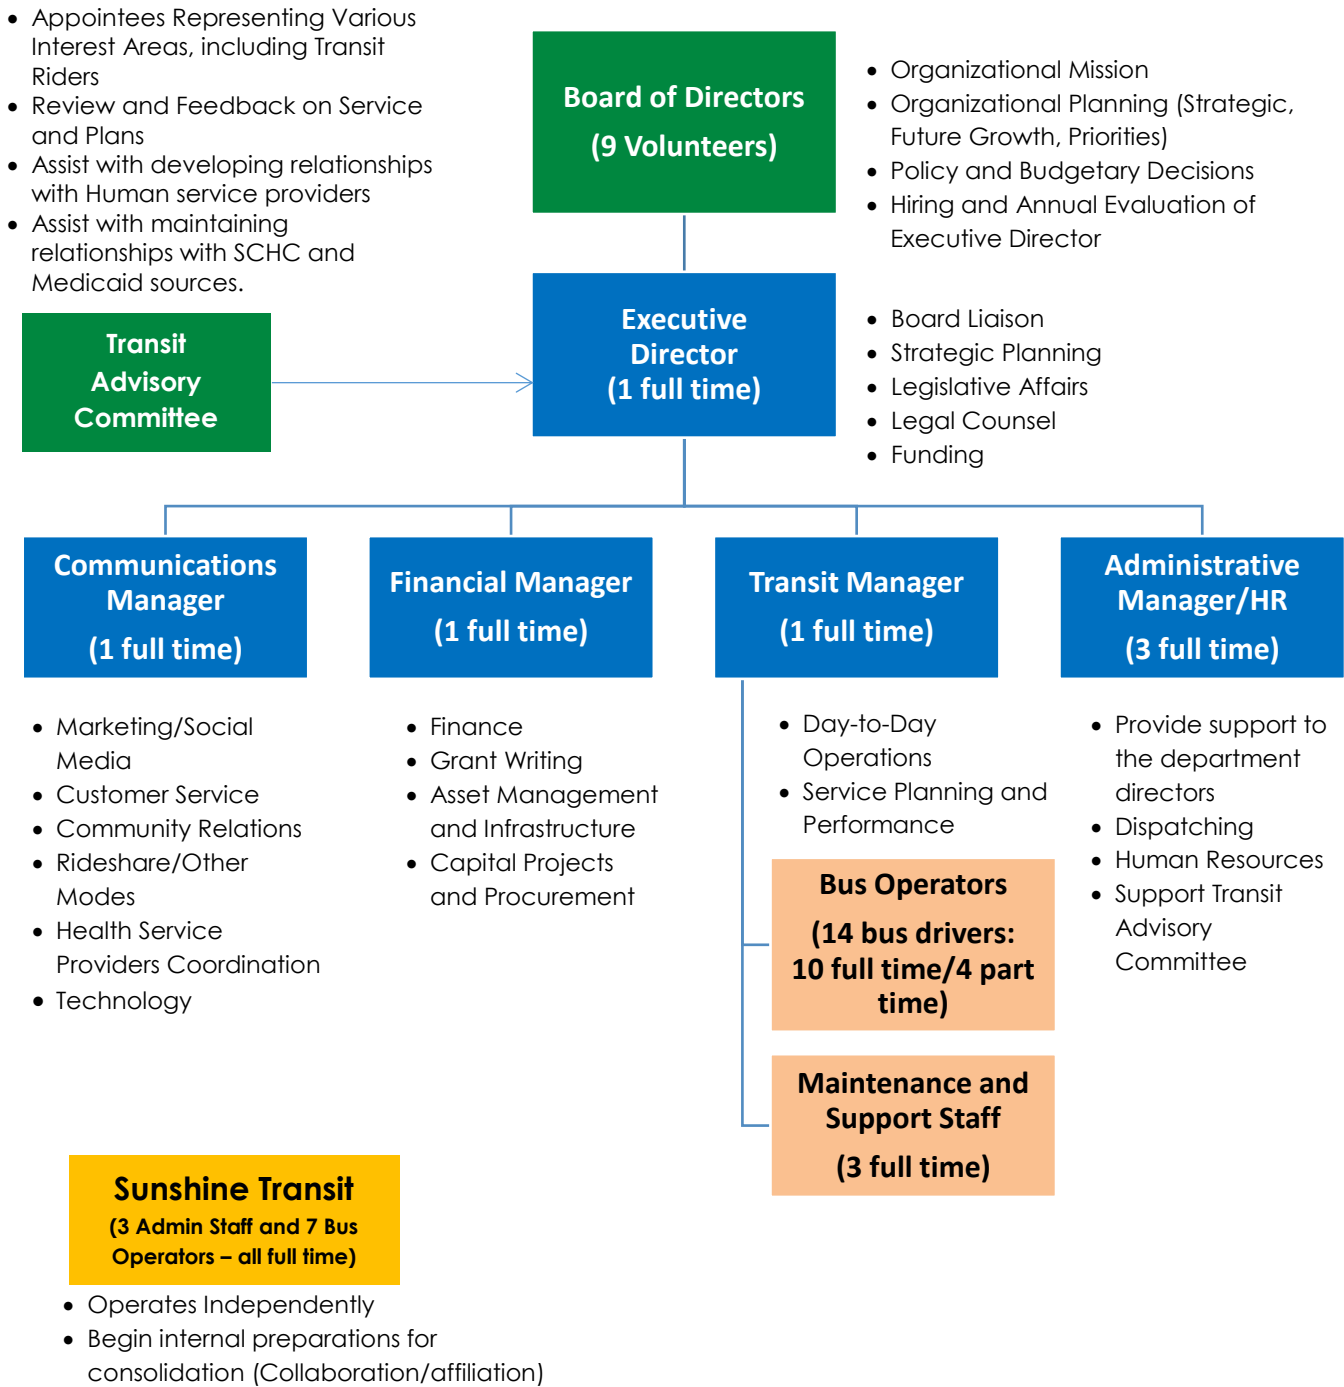 • Appointees Representing Various
Interest Areas, including Transit
Riders
• Review and Feedback on Service
and Plans
• Assist with developing relationships
with Human service providers
• Assist with maintaining
relationships with SCHC and
Medicaid sources.
Board of Directors
(9 Volunteers)
• Organizational Mission
• Organizational Planning (Strategic,
Future Growth, Priorities)
• Policy and Budgetary Decisions
• Hiring and Annual Evaluation of
Executive Director
Transit
Advisory
Committee
Executive
Director
(1 full time)
• Board Liaison
• Strategic Planning
• Legislative Affairs
• Legal Counsel
• Funding
Communications
Manager
(1 full time)
Financial Manager
(1 full time)
Transit Manager
(1 full time)
Administrative
Manager/HR
(3 full time)
• Marketing/Social
Media
• Customer Service
• Community Relations
• Rideshare/Other
Modes
• Health Service
Providers Coordination
• Technology
• Finance
• Grant Writing
• Asset Management
and Infrastructure
• Capital Projects
and Procurement
• Day-to-Day
Operations
• Service Planning and
Performance
Bus Operators
(14 bus drivers:
10 full time/4 part
time)
Maintenance and
Support Staff
(3 full time)
• Provide support to
the department
directors
• Dispatching
• Human Resources
• Support Transit
Advisory
Committee
Sunshine Transit
(3 Admin Staff and 7 Bus
Operators – all full time)
• Operates Independently
• Begin internal preparations for
consolidation (Collaboration/affiliation)